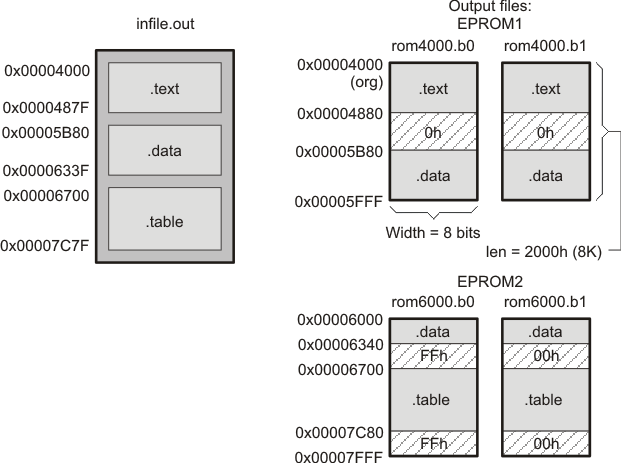 Output files:
infile.out
EPROM1
rom4000.b0
rom4000.b1
0x00004000
.text
0x0000487F
0x00005B80
.data
0x0000633F
0x00006700
.table
0x00007C7F
0x00004000
(org)
.text
.text
0x00004880
0h
0h
0x00005B80
.data
.data
0x00005FFF
Width = 8 bits
len = 2000h (8K)
EPROM2
rom6000.b0
rom6000.b1
0x00006000
.data
.data
0x00006340
FFh
00h
0x00006700
.table
.table
0x00007C80
FFh
00h
0x00007FFF